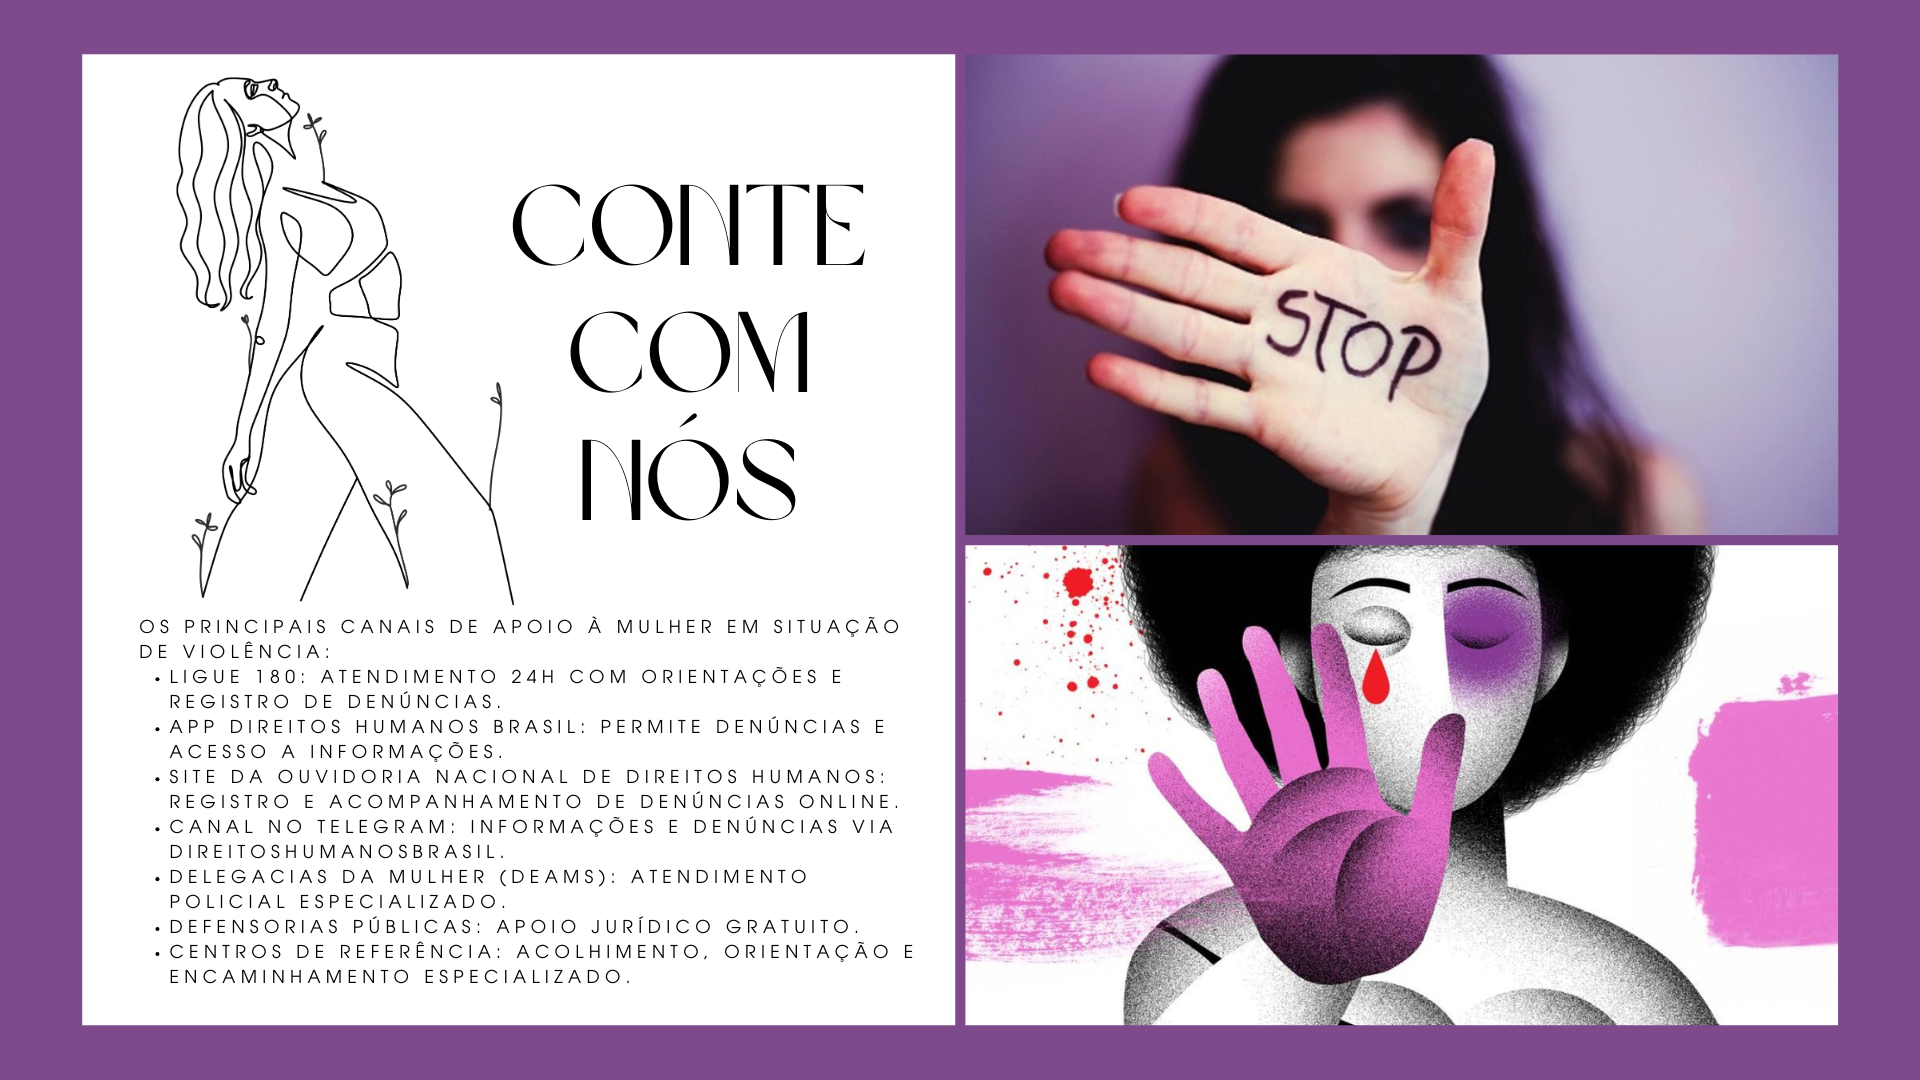 CONTE
COM
NÓS
OS PRINCIPAIS CANAIS DE APOIO À MULHER EM SITUAÇÃO
DE VIOLÊNCIA:
• LIGUE 180: ATENDIMENTO 24H COM ORIENTAÇÕES E
REGISTRO DE DENÚNCIAS.
• APP DIREITOS HUMANOS BRASIL: PERMITE DENÚNCIAS E
ACESSO A INFORMAÇÕES.
• SITE DA OUVIDORIA NACIONAL DE DIREITOS HUMANOS:
REGISTRO E ACOMPANHAMENTO DE DENÚNCIAS ONLINE.
• CANAL NO TELEGRAM: INFORMAÇÕES E DENÚNCIAS VIA
DIREITOSHUMANOSBRASIL.
• DELEGACIAS DA MULHER (DEAMS): ATENDIMENTO
POLICIAL ESPECIALIZADO.
• DEFENSORIAS PÚBLICAS: APOIO JURÍDICO GRATUITO.
• CENTROS DE REFERÊNCIA: ACOLHIMENTO, ORIENTAÇÃO E
ENCAMINHAMENTO ESPECIALIZADO.
STOP